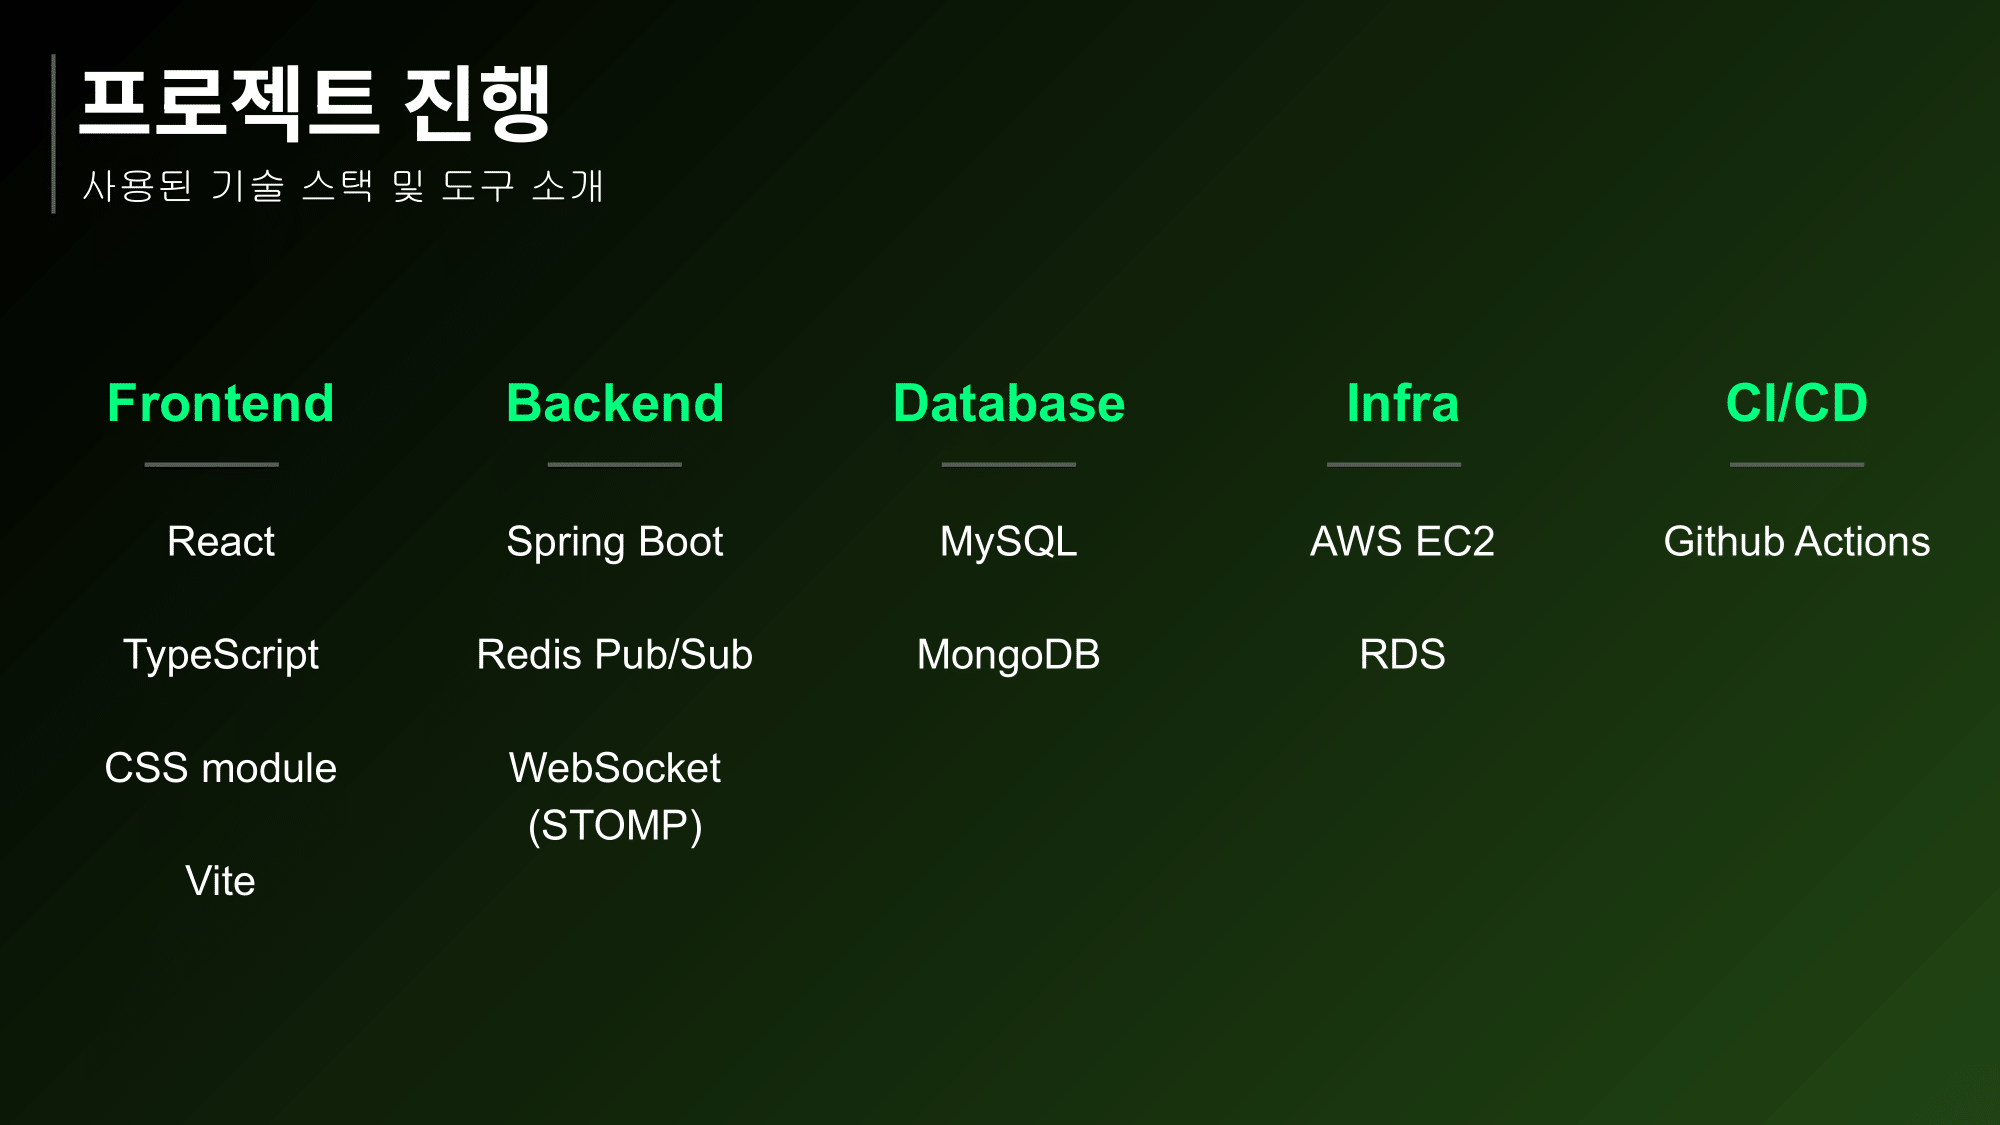 프로젝트 진행
사용된 기술 스택 및 도구 소개
Frontend
React
TypeScript
CSS module
Vite
Backend
Spring Boot
Redis Pub/Sub
WebSocket
(STOMP)
Database
MySQL
MongoDB
Infra
AWS EC2
RDS
CI/CD
Github Actions